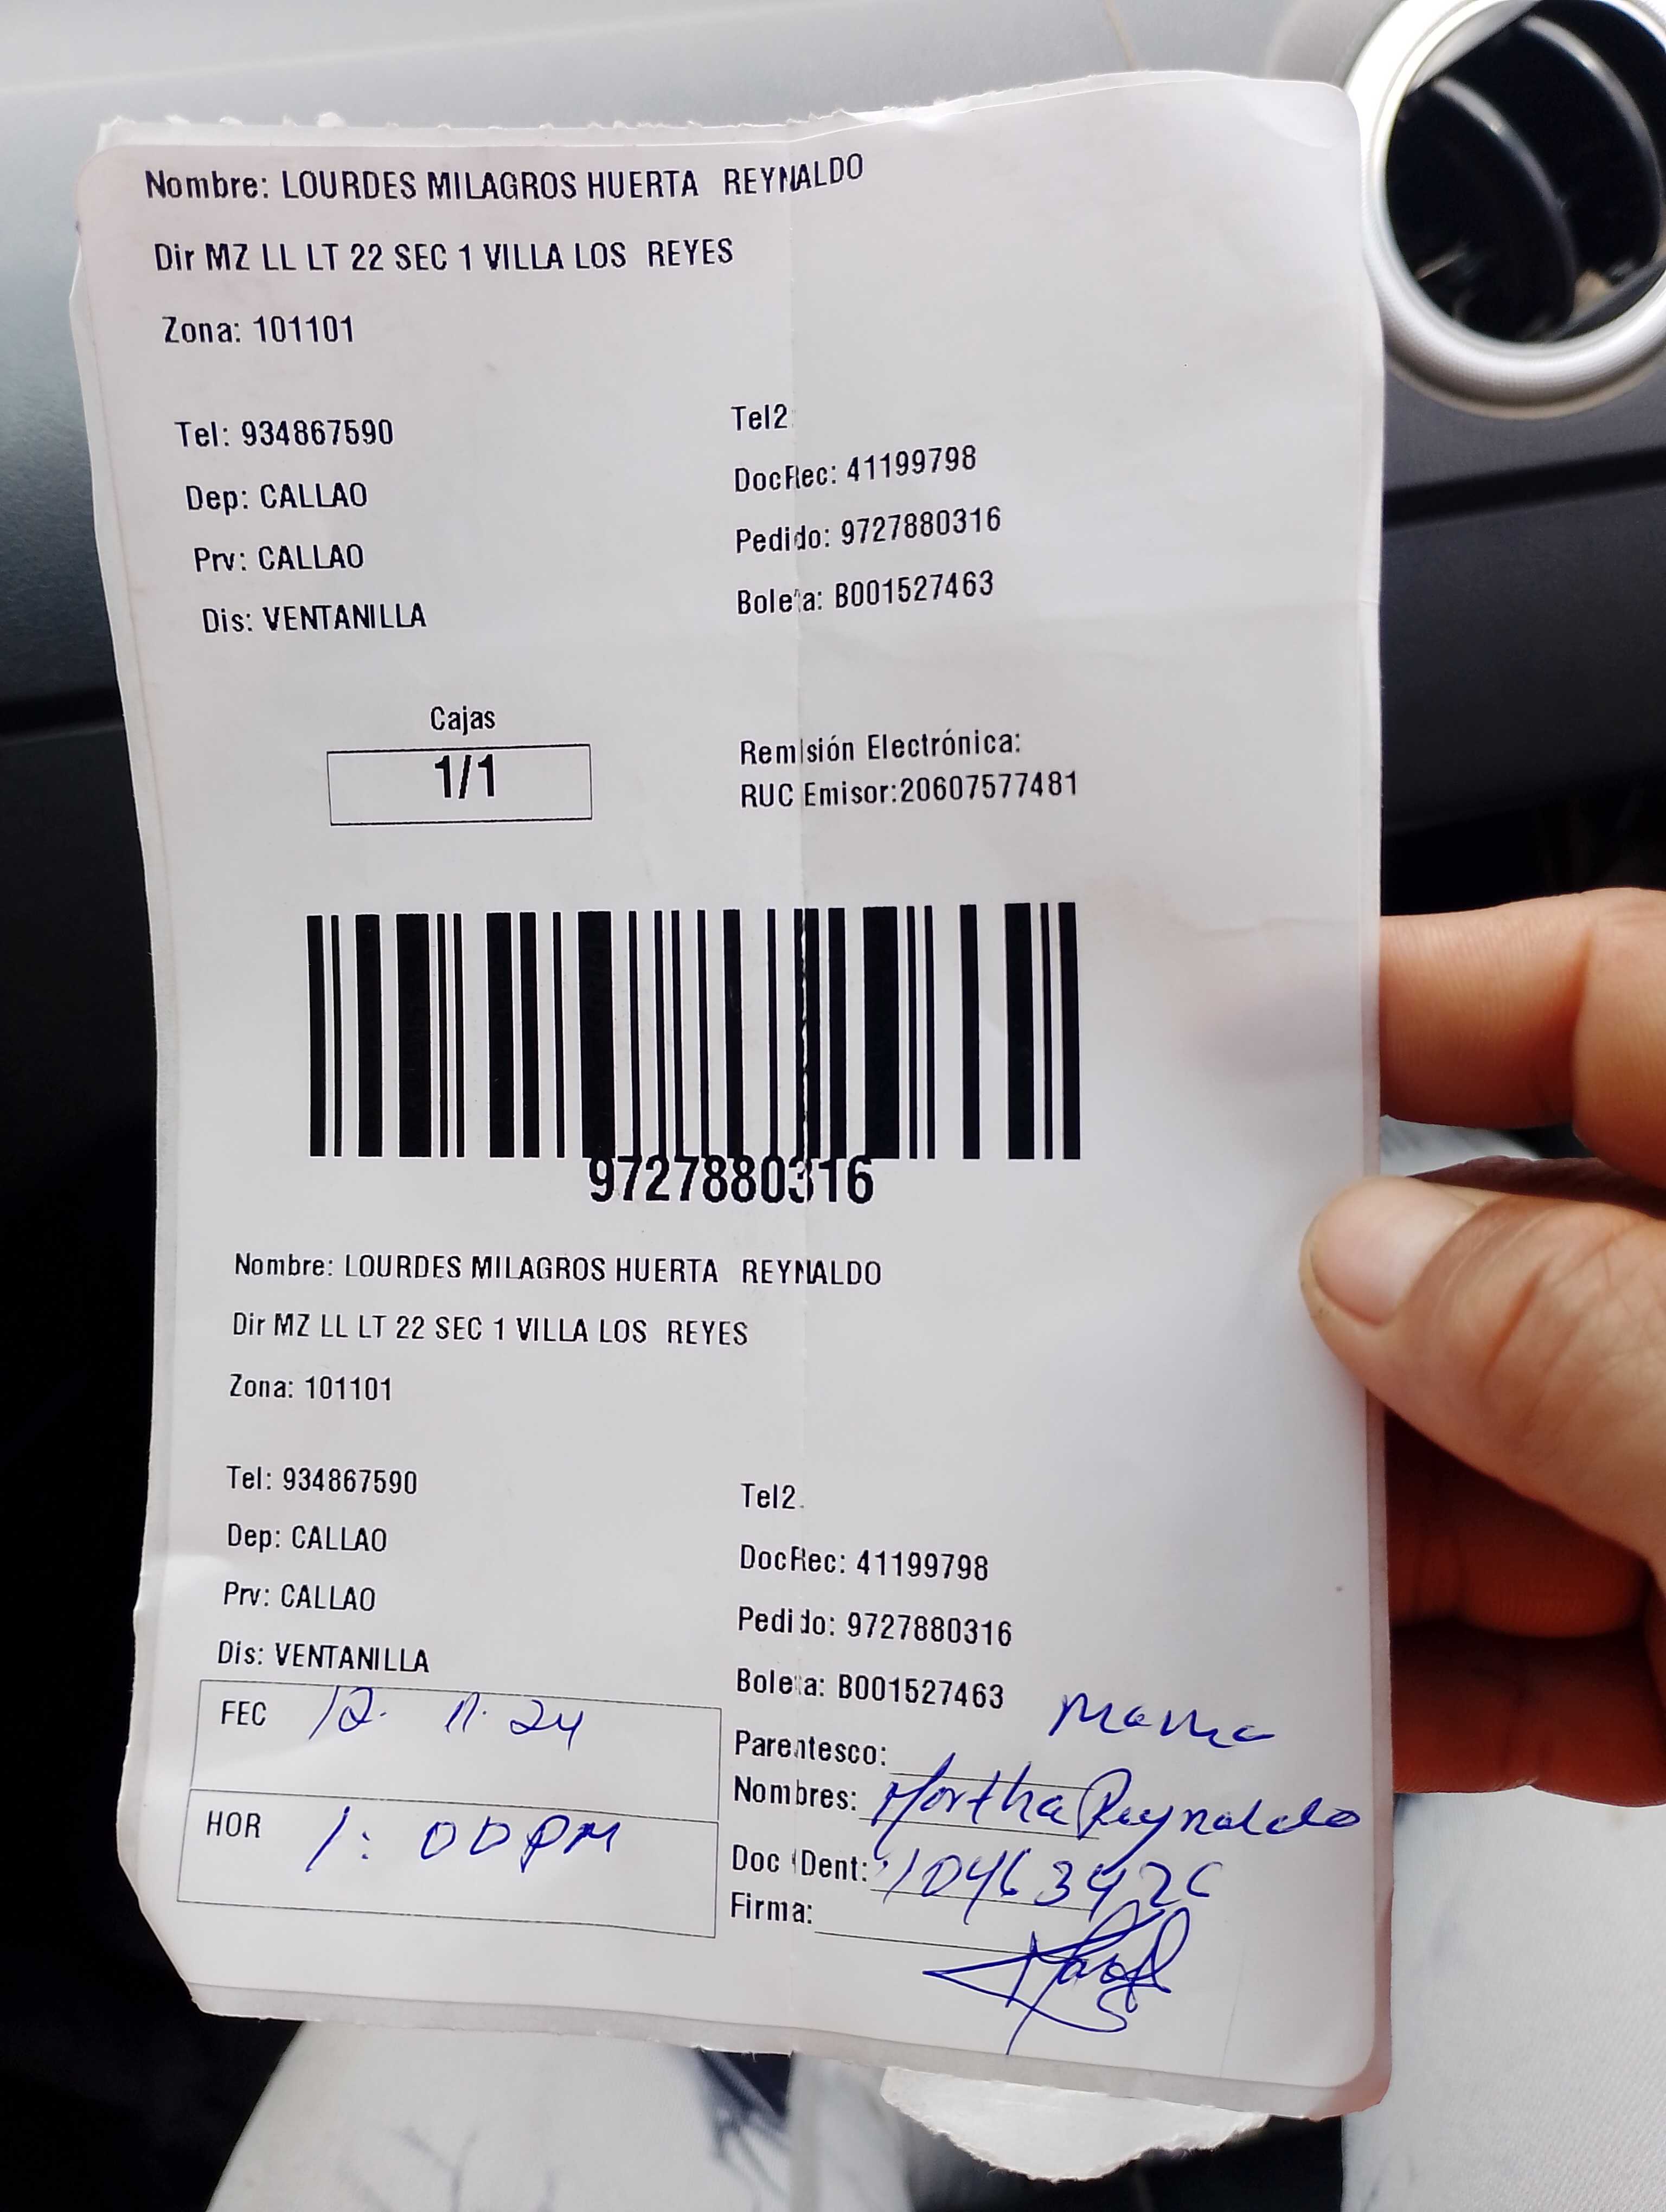 Nombre: LOURDES MILAGROS HUERTA REYNALDO
Dir MZ LL LT 22 SEC 1 VILLA LOS REYES
Zona: 101101
Tel: 934867590
Dep: CALLAO
Prv: CALLAO
Dis: VENTANILLA
Tel2
DocRec: 41199798
Pedido: 9727880316
Boleta: B001527463
Cajas
1/1
Remisión Electrónica:
RUC Emisor:20607577481
9727880316
Nombre: LOURDES MILAGROS HUERTA REYNALDO
Dir MZ LL LT 22 SEC 1 VILLA LOS REYES
Zona: 101101
Tel: 934867590
Dep: CALLAO
Prv: CALLAO
Dis: VENTANILLA
FEC 12. 11. 24
HOR 1:00 PM
Tel2.
DocRec: 41199798
Pedido: 9727880316
Boleta: B001527463
Parentesco: mama
Nombres: Martha Reynaldo
Doc IDent:
Firma: